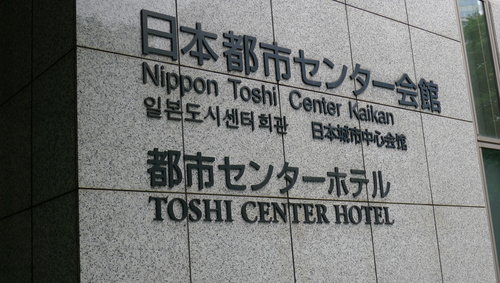 日本都市センター会館
Nippon Toshi Center Kaikan
일본도시센터회관 日本城市中心会馆
都市センターホテル
TOSHI CENTER HOTEL